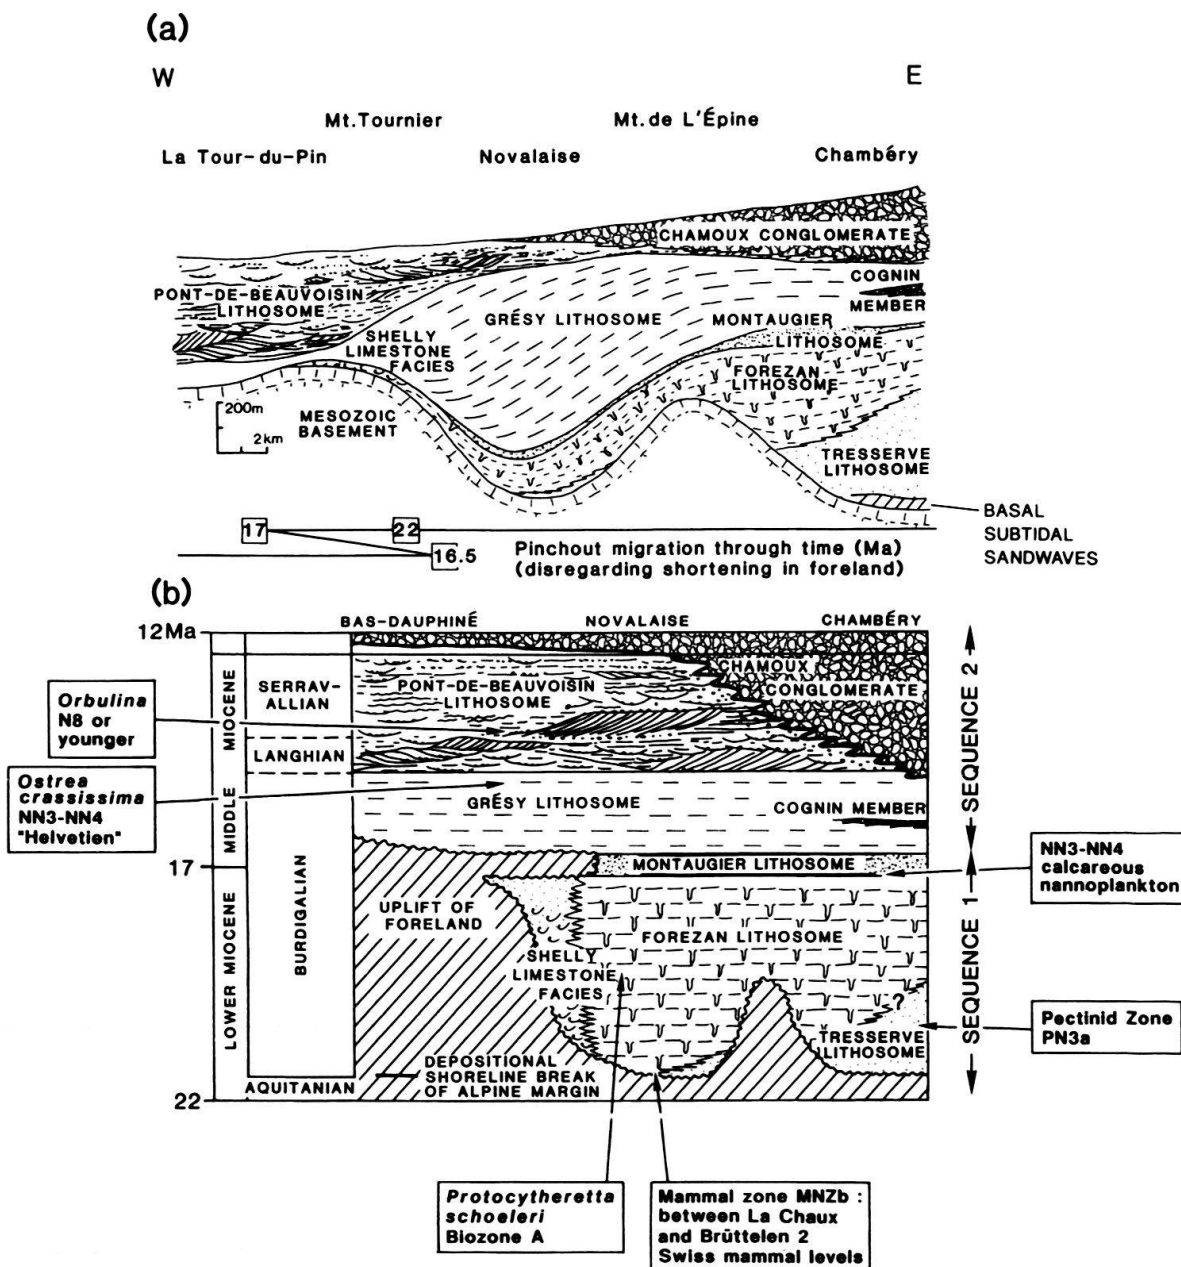 (a)
W
E
Mt.Tournier
Mt.de L'Épine
La Tour-du-Pin
Novalaise
Chambéry
CHAMOUX CONGLOMERATE
COGNIN
MEMBER
PONT-DE-BEAUVOISIN
LITHOSOME
GRÉSY LITHOSOME
MONTAUGIER
LITHOSOME
SHELLY
LIMESTONE
FACIES
FOREZAN
LITHOSOME
200m
2km
MESOZOIC
BASEMENT
TRESSERVE
LITHOSOME
BASAL
SUBTIDAL
SANDWAVES
17
22
16.5
Pinchout migration through time (Ma)
(disregarding shortening in foreland)
(b)
BAS-DAUPHINÉ
NOVALAISE
CHAMBÉRY
12Ma
17
22
MIDDLE MIOCENE
LOWER MIOCENE
SERRAV-
ALLIAN
LANGHIAN
BURDIGALIAN
AQUITANIAN
PONT-DE-BEAUVOISIN
LITHOSOME
CHAMOUX
CONGLOMERATE
GRÉSY LITHOSOME
COGNIN MEMBER
MONTAUGIER LITHOSOME
UPLIFT OF
FORELAND
FOREZAN LITHOSOME
SHELLY
LIMESTONE
FACIES
?
TRESSERVE
LITHOSOME
DEPOSITIONAL
SHORELINE BREAK
OF ALPINE MARGIN
SEQUENCE 2
SEQUENCE 1
Orbulina
N8 or
younger
Ostrea
crassissima
NN3-NN4
"Helvetien"
NN3-NN4
calcareous
nannoplankton
Pectinid Zone
PN3a
Protocytheretta
schoeleri
Biozone A
Mammal zone MNZb :
between La Chaux
and Brüttelen 2
Swiss mammal levels